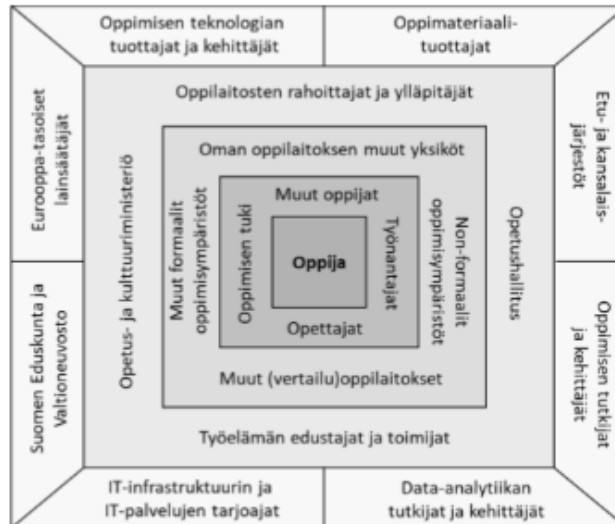 Oppimisen teknologian
tuottajat ja kehittäjät
Oppimateriaali-
tuottajat
Eurooppa-tasoiset
lainsäätäjät
Suomen Eduskunta ja
Valtioneuvosto
Etu- ja kansalais-
järjestöt
Oppimisen tutkijat
ja kehittäjät
Oppilaitosten rahoittajat ja ylläpitäjät
Opetus- ja kulttuuriministeriö
Opetushallitus
Oman oppilaitoksen muut yksiköt
Muut formaalit
oppimisympäristöt
Non-formaalit
oppimisympäristöt
Muut oppijat
Oppimisen tuki
Oppija
Työnantajat
Opettajat
Muut (vertailu)oppilaitokset
Työelämän edustajat ja toimijat
IT-infrastruktuurin ja
IT-palvelujen tarjoajat
Data-analytiikan
tutkijat ja kehittäjät